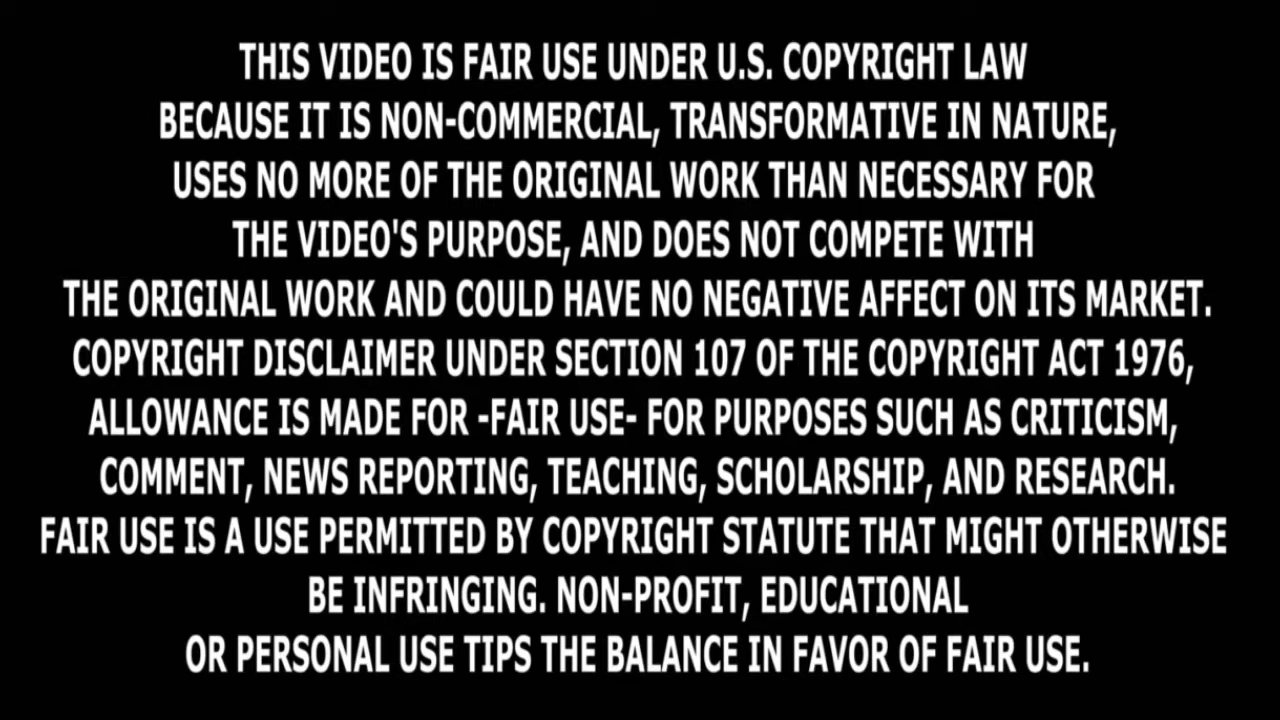 THIS VIDEO IS FAIR USE UNDER U.S. COPYRIGHT LAW
BECAUSE IT IS NON-COMMERCIAL, TRANSFORMATIVE IN NATURE,
USES NO MORE OF THE ORIGINAL WORK THAN NECESSARY FOR
THE VIDEO'S PURPOSE, AND DOES NOT COMPETE WITH
THE ORIGINAL WORK AND COULD HAVE NO NEGATIVE AFFECT ON ITS MARKET.
COPYRIGHT DISCLAIMER UNDER SECTION 107 OF THE COPYRIGHT ACT 1976,
ALLOWANCE IS MADE FOR -FAIR USE- FOR PURPOSES SUCH AS CRITICISM,
COMMENT, NEWS REPORTING, TEACHING, SCHOLARSHIP, AND RESEARCH.
FAIR USE IS A USE PERMITTED BY COPYRIGHT STATUTE THAT MIGHT OTHERWISE
BE INFRINGING. NON-PROFIT, EDUCATIONAL
OR PERSONAL USE TIPS THE BALANCE IN FAVOR OF FAIR USE.